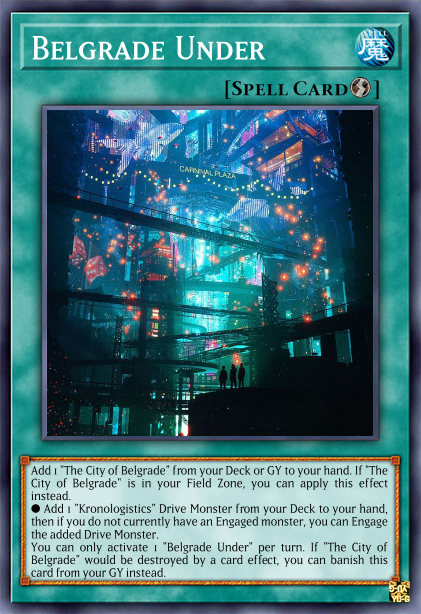 Belgrade Under
SPELL
魔
[Spell Card]
CARNIVAL PLAZA
Add 1 "The City of Belgrade" from your Deck or GY to your hand. If "The
City of Belgrade" is in your Field Zone, you can apply this effect
instead.
● Add 1 "Kronologistics" Drive Monster from your Deck to your hand,
then if you do not currently have an Engaged monster, you can Engage
the added Drive Monster.
You can only activate 1 "Belgrade Under" per turn. If "The City of
Belgrade" would be destroyed by a card effect, you can banish this
card from your GY instead.